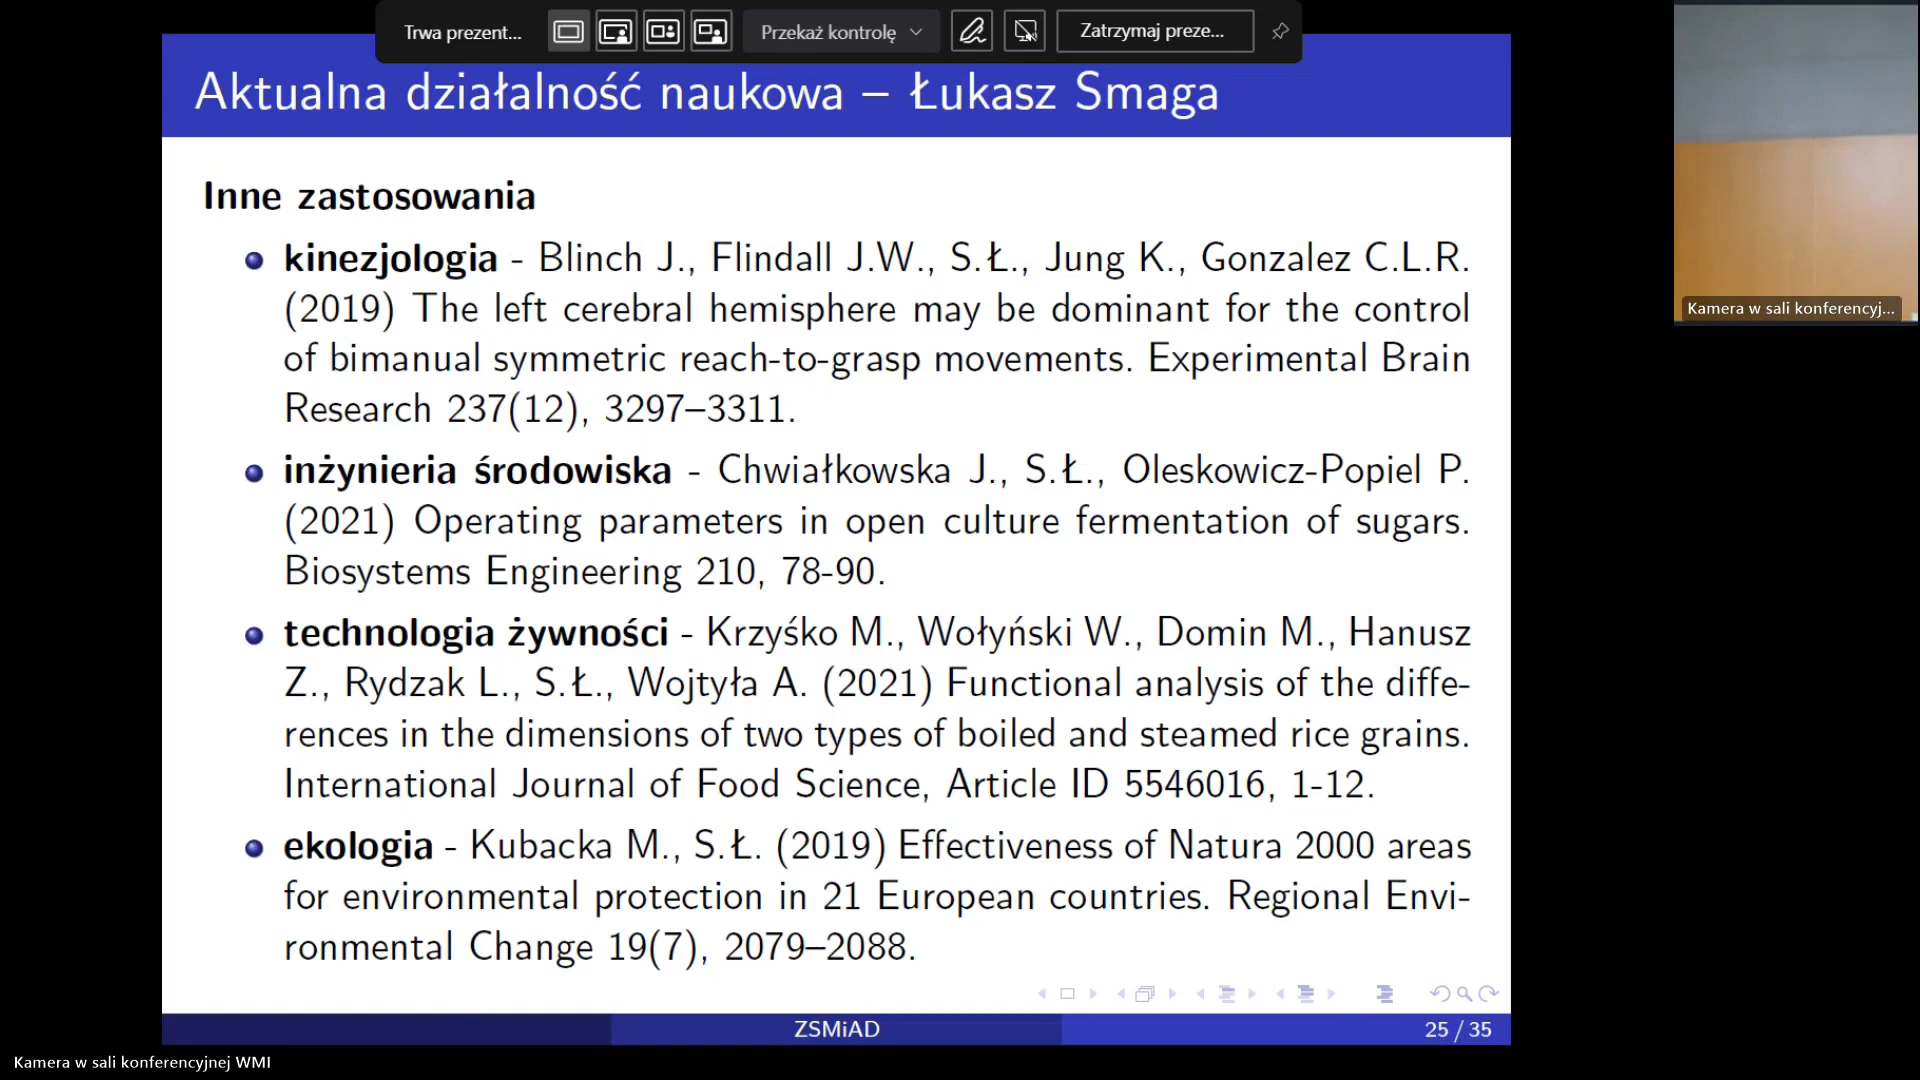 Trwa prezent...
Przekaż kontrolę
Zatrzymaj preze...
Aktualna działalność naukowa – Łukasz Smaga
Inne zastosowania
kinezjologia - Blinch J., Flindall J.W., S.Ł., Jung K., Gonzalez C.L.R.
(2019) The left cerebral hemisphere may be dominant for the control
of bimanual symmetric reach-to-grasp movements. Experimental Brain
Research 237(12), 3297–3311.
inżynieria środowiska - Chwiałkowska J., S.Ł., Oleskowicz-Popiel P.
(2021) Operating parameters in open culture fermentation of sugars.
Biosystems Engineering 210, 78-90.
technologia żywności - Krzyśko M., Wołyński W., Domin M., Hanusz
Z., Rydzak L., S.Ł., Wojtyła A. (2021) Functional analysis of the diffe-
rences in the dimensions of two types of boiled and steamed rice grains.
International Journal of Food Science, Article ID 5546016, 1-12.
ekologia - Kubacka M., S.Ł. (2019) Effectiveness of Natura 2000 areas
for environmental protection in 21 European countries. Regional Envi-
ronmental Change 19(7), 2079–2088.
ZSMiAD
25 / 35
Kamera w sali konferencyj...
Kamera w sali konferencyjnej WMI